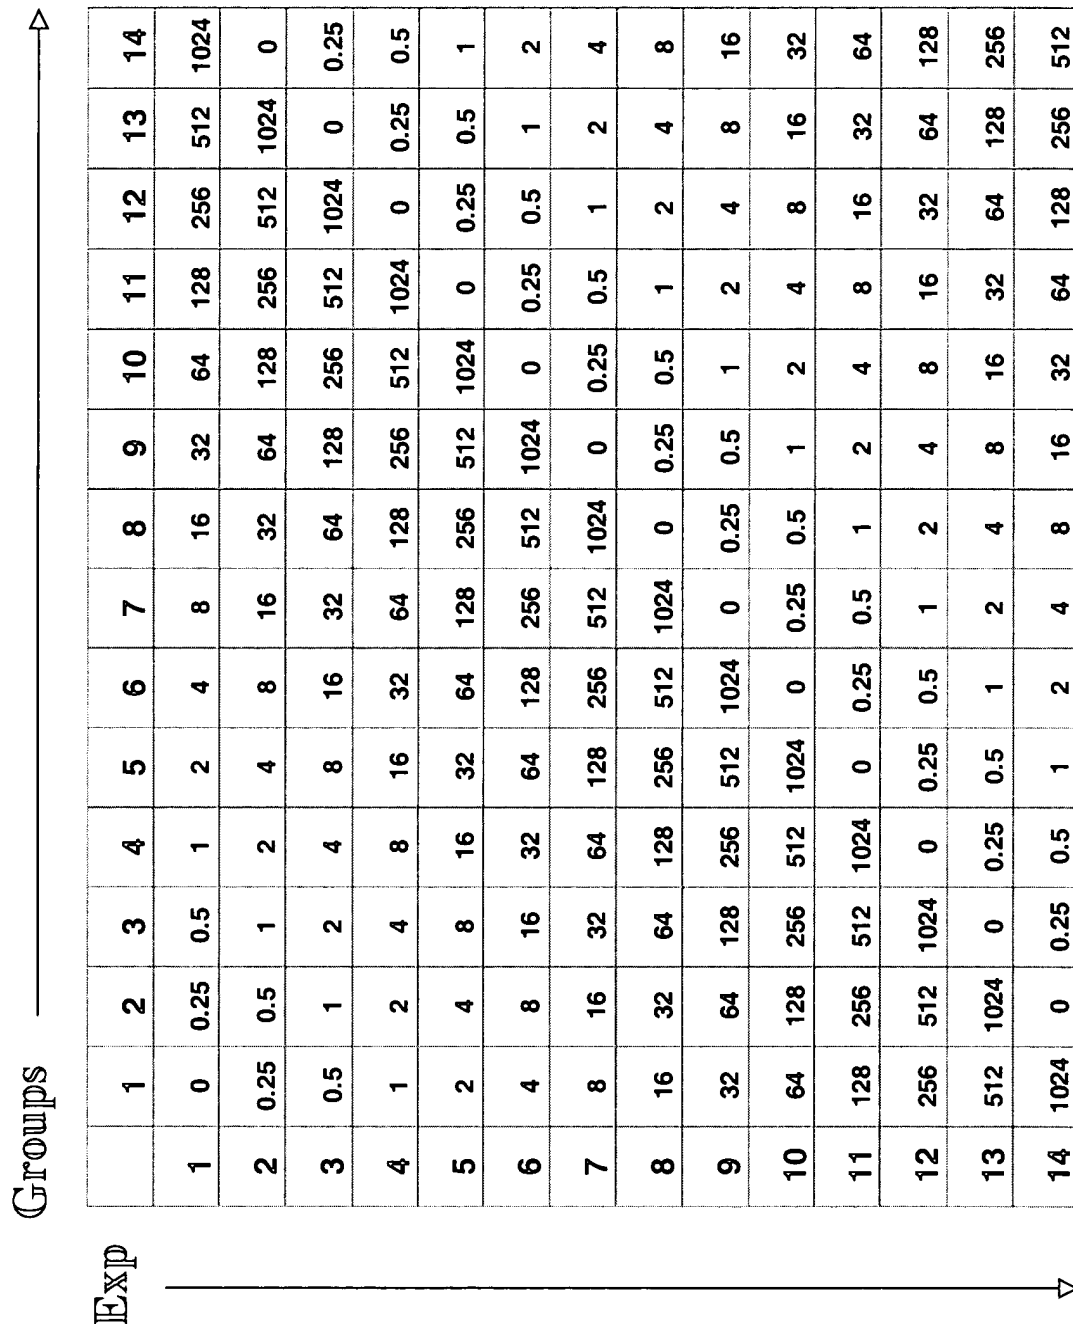 Groups
Exp
1 2 3 4 5 6 7 8 9 10 11 12 13 14
1 0 0.25 0.5 1 2 4 8 16 32 64 128 256 512 1024
2 0.25 0.5 1 2 4 8 16 32 64 128 256 512 1024 0
3 0.5 1 2 4 8 16 32 64 128 256 512 1024 0 0.25
4 1 2 4 8 16 32 64 128 256 512 1024 0 0.25 0.5
5 2 4 8 16 32 64 128 256 512 1024 0 0.25 0.5 1
6 4 8 16 32 64 128 256 512 1024 0 0.25 0.5 1 2
7 8 16 32 64 128 256 512 1024 0 0.25 0.5 1 2 4
8 16 32 64 128 256 512 1024 0 0.25 0.5 1 2 4 8
9 32 64 128 256 512 1024 0 0.25 0.5 1 2 4 8 16
10 64 128 256 512 1024 0 0.25 0.5 1 2 4 8 16 32
11 128 256 512 1024 0 0.25 0.5 1 2 4 8 16 32 64
12 256 512 1024 0 0.25 0.5 1 2 4 8 16 32 64 128
13 512 1024 0 0.25 0.5 1 2 4 8 16 32 64 128 256
14 1024 0 0.25 0.5 1 2 4 8 16 32 64 128 256 512